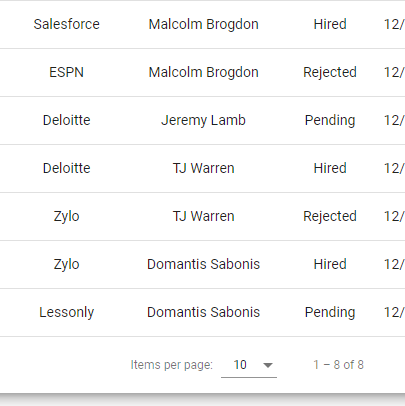 Salesforce Malcolm Brogdon Hired 12/
ESPN Malcolm Brogdon Rejected 12/
Deloitte Jeremy Lamb Pending 12/
Deloitte TJ Warren Hired 12/
Zylo TJ Warren Rejected 12/
Zylo Domantis Sabonis Hired 12/
Lessonly Domantis Sabonis Pending 12/
Items per page: 10 1 – 8 of 8